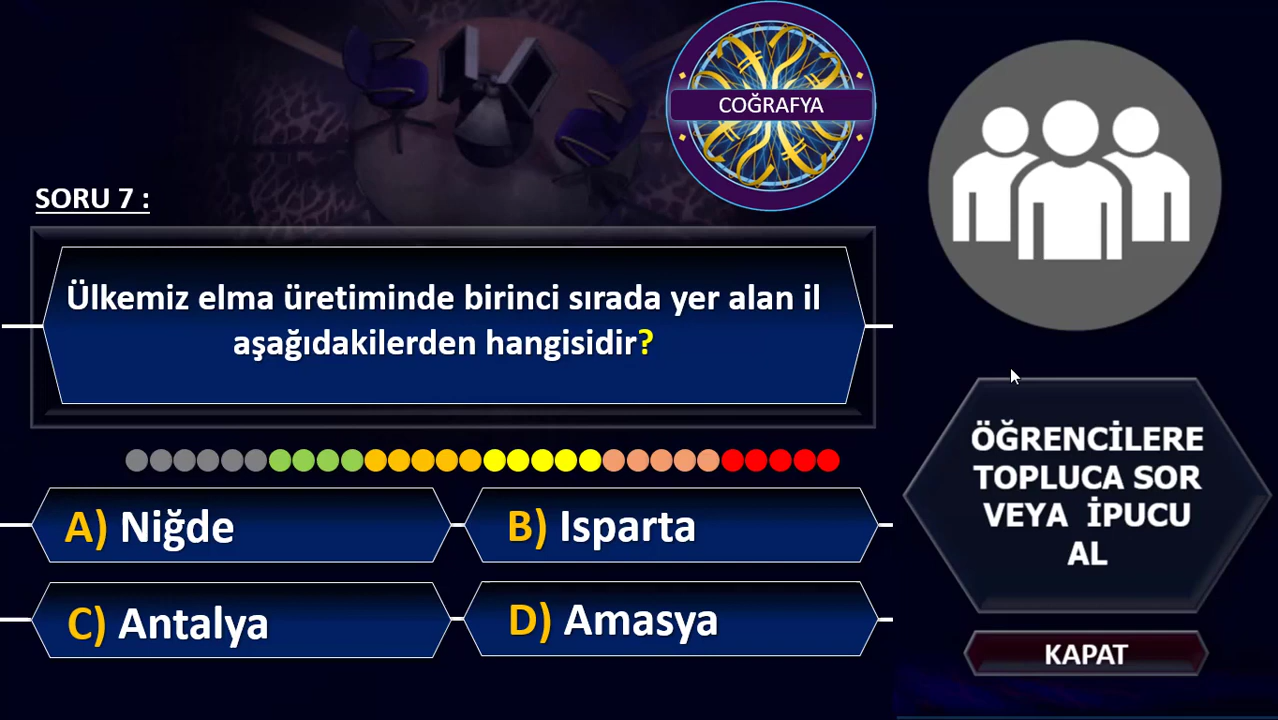 COĞRAFYA
SORU 7 :
Ülkemiz elma üretiminde birinci sırada yer alan il
aşağıdakilerden hangisidir?
A) Niğde
B) Isparta
C) Antalya
D) Amasya
ÖĞRENCİLERE
TOPLUCA SOR
VEYA İPUCU
AL
KAPAT